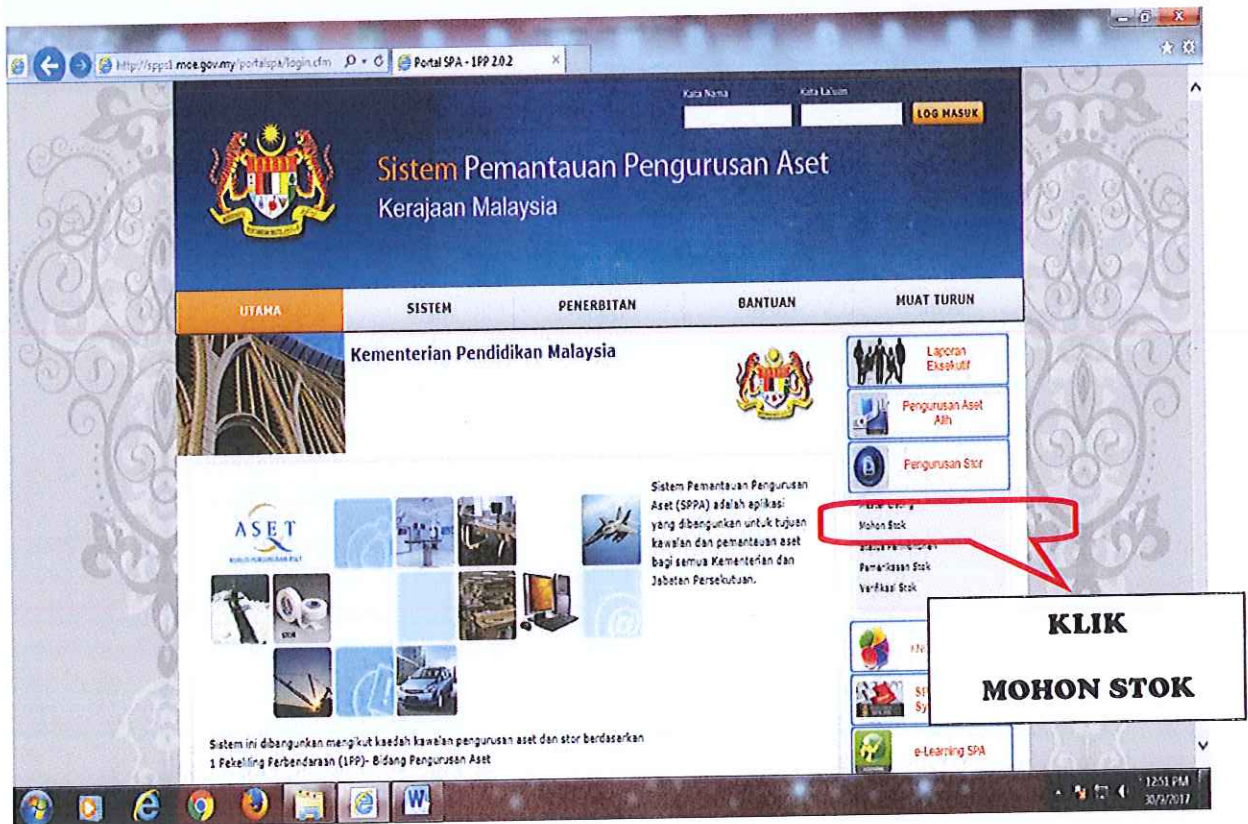 http://spps1.moe.gov.my/portalspa/login.cfm
Portal SPA - 1PP 2.0.2
Kata Nama
Kata Laluan
LOG MASUK
Sistem Pemantauan Pengurusan Aset
Kerajaan Malaysia
UTAMA
SISTEM
PENERBITAN
BANTUAN
MUAT TURUN
Kementerian Pendidikan Malaysia
Laporan
Eksekutif
Pengurusan Aset
Alih
Pengurusan Stor
Mohon Stok
Pemeriksaan Stok
Verifikasi Stok
ASET
STOR
Sistem Pemantauan Pengurusan
Aset (SPPA) adalah aplikasi
yang dibangunkan untuk tujuan
kawalan dan pemantauan aset
bagi semua Kementerian dan
Jabatan Persekutuan.
KLIK
MOHON STOK
e-Learning SPA
Sistem ini dibangunkan mengikut kaedah kawalan pengurusan aset dan stor berdasarkan
1 Pekeliling Perbendaraan (1PP)- Bidang Pengurusan Aset
12:51 PM
30/9/2017